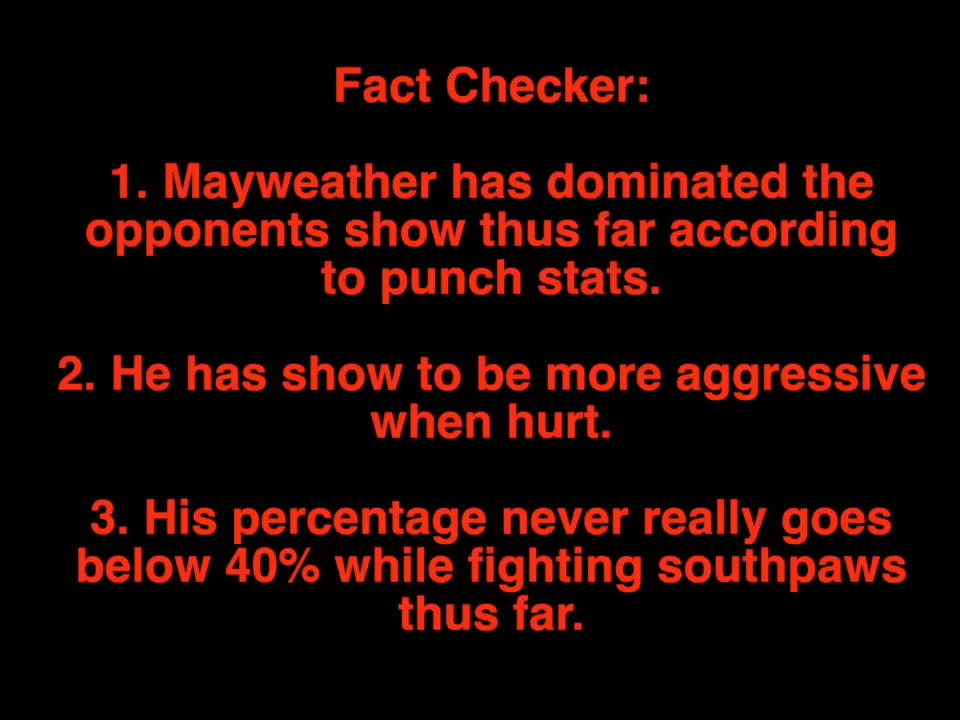 Fact Checker:
1. Mayweather has dominated the
opponents show thus far according
to punch stats.
2. He has show to be more aggressive
when hurt.
3. His percentage never really goes
below 40% while fighting southpaws
thus far.